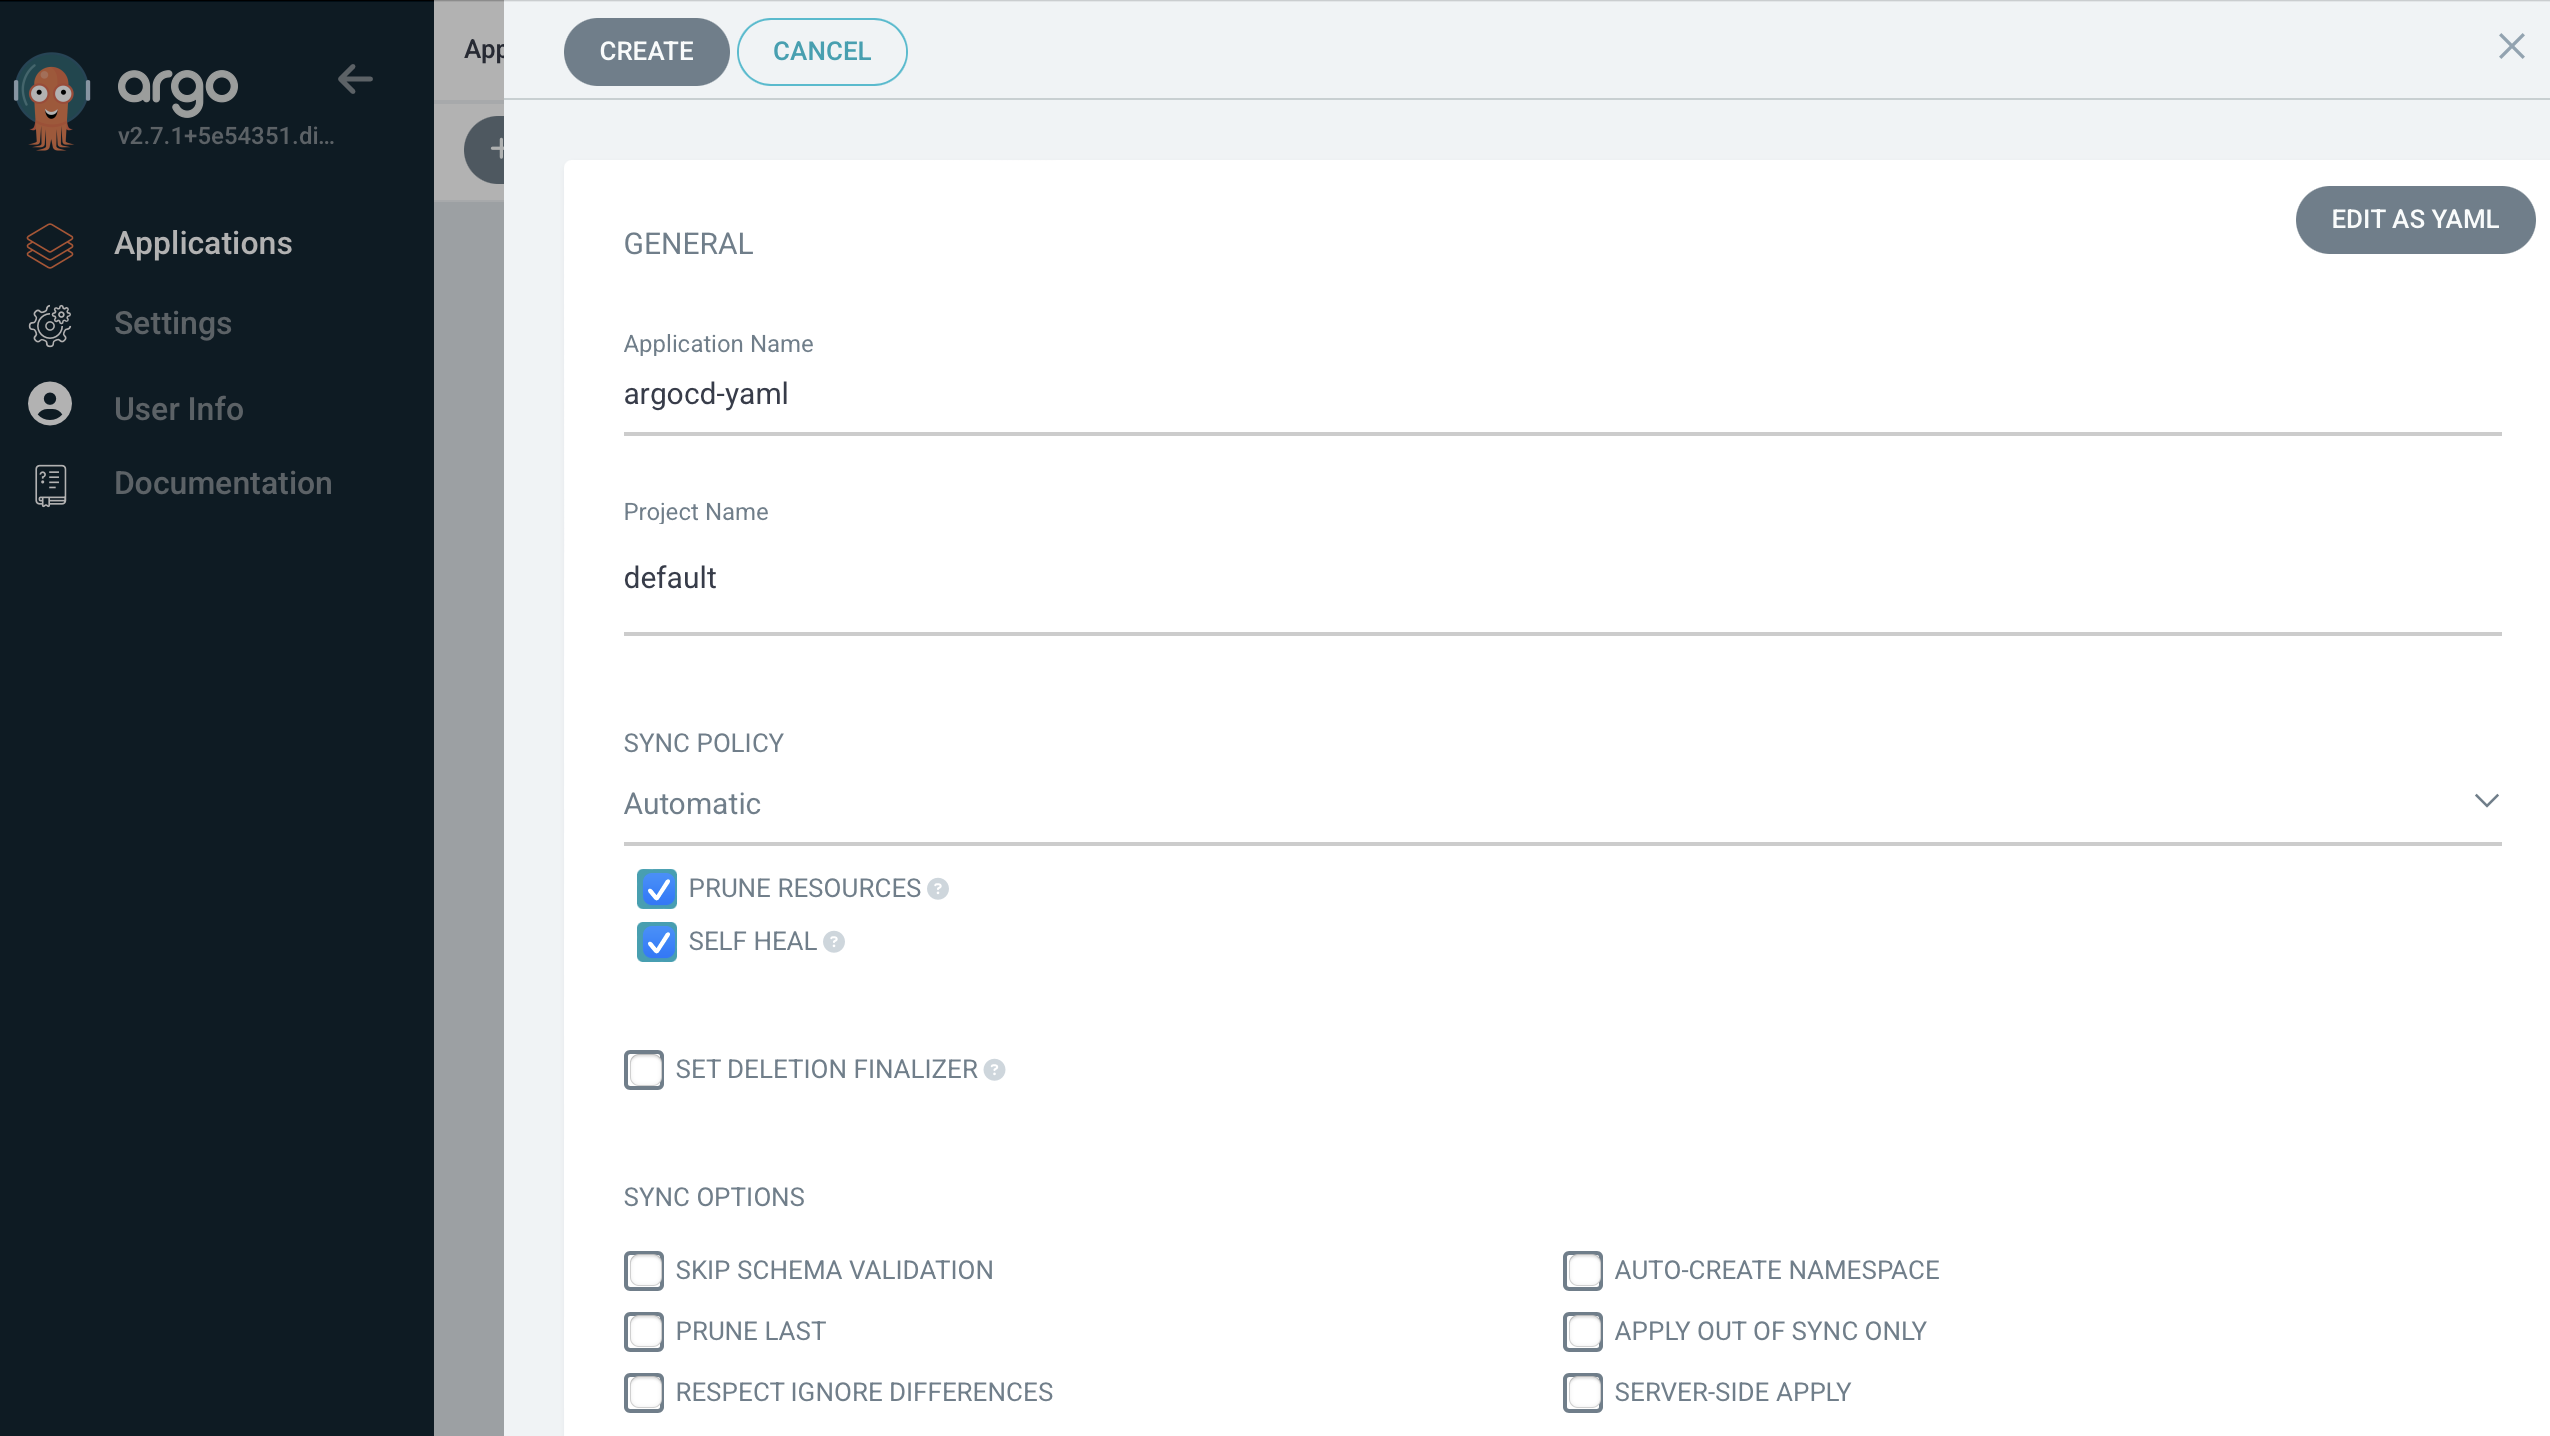 argo
v2.7.1+5e54351.di...
Applications
Settings
User Info
Documentation
App
+
CREATE
CANCEL
EDIT AS YAML
GENERAL
Application Name
argocd-yaml
Project Name
default
SYNC POLICY
Automatic
PRUNE RESOURCES ?
SELF HEAL ?
SET DELETION FINALIZER ?
SYNC OPTIONS
SKIP SCHEMA VALIDATION
AUTO-CREATE NAMESPACE
PRUNE LAST
APPLY OUT OF SYNC ONLY
RESPECT IGNORE DIFFERENCES
SERVER-SIDE APPLY